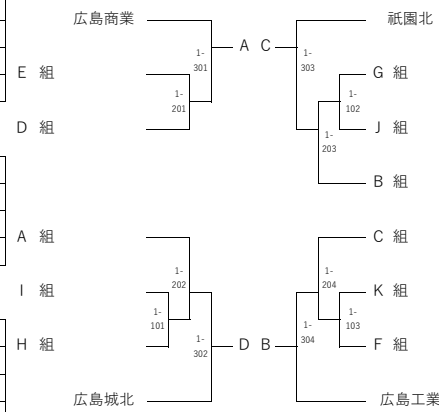 広島商業
祇園北
1-
301
A C
1-
303
E 組
G 組
1-
201
1-
102
D 組
J 組
1-
203
B 組
A 組
C 組
1-
202
1-
204
I 組
K 組
1-
101
1-
103
H 組
1-
302
D B
1-
304
F 組
広島城北
広島工業